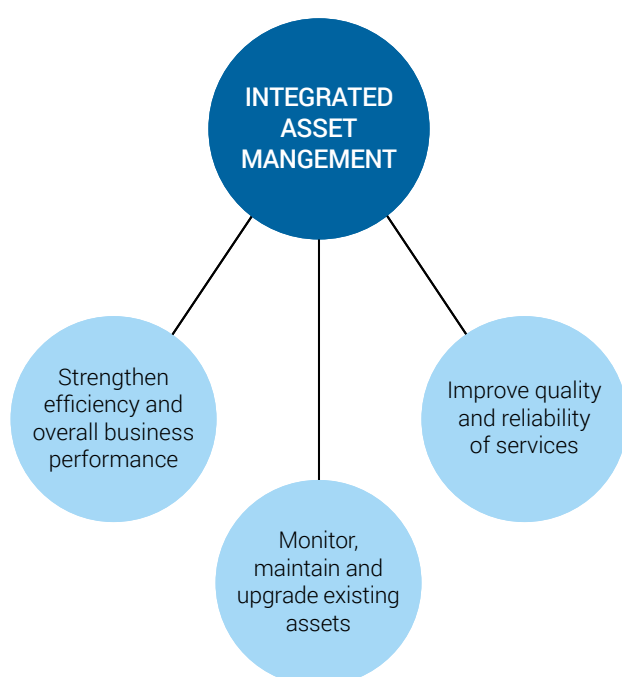 INTEGRATED
ASSET
MANGEMENT
Strengthen
efficiency and
overall business
performance
Monitor,
maintain and
upgrade existing
assets
Improve quality
and reliability
of services